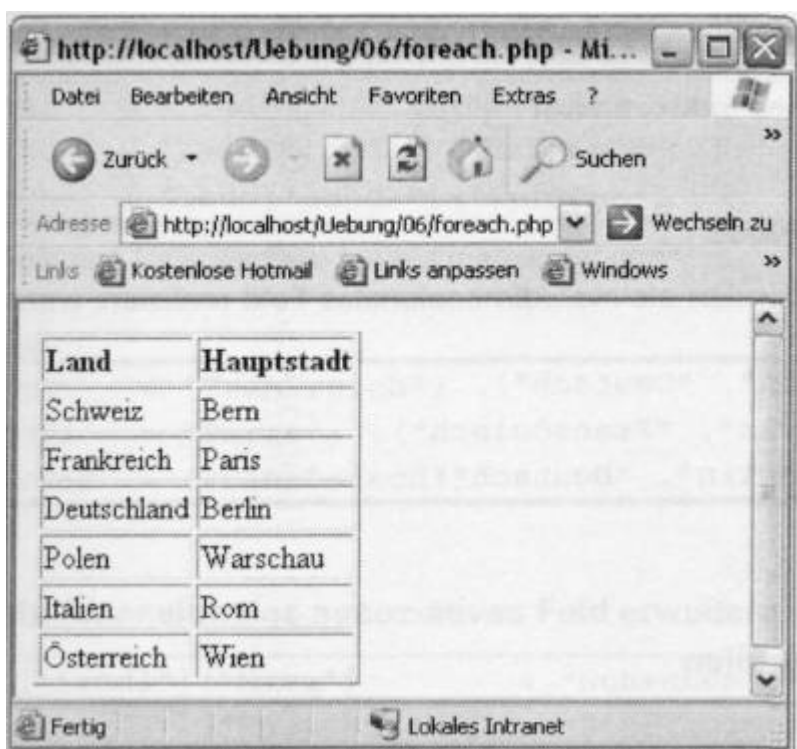 http://localhost/Uebung/06/foreach.php - Mi...
Datei Bearbeiten Ansicht Favoriten Extras ?
Zurück Suchen
Adresse http://localhost/Uebung/06/foreach.php Wechseln zu
Links Kostenlose Hotmail Links anpassen Windows
Land Hauptstadt
Schweiz Bern
Frankreich Paris
Deutschland Berlin
Polen Warschau
Italien Rom
Österreich Wien
Fertig Lokales Intranet